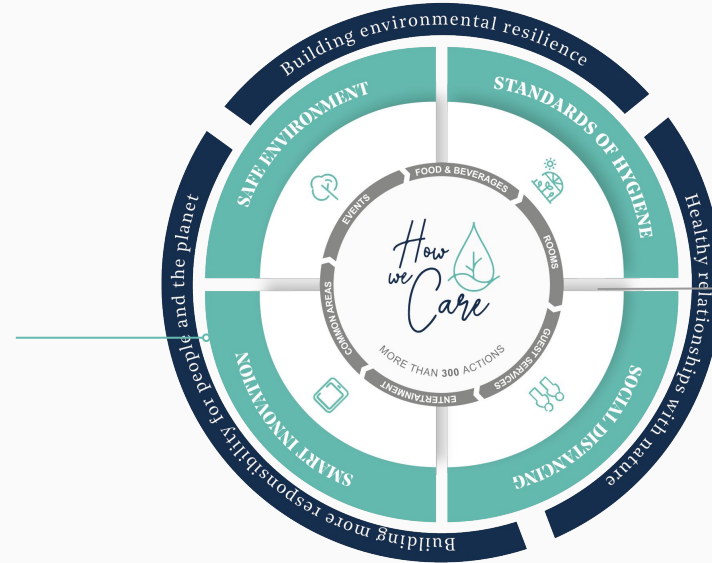 Building environmental resilience
Healthy relationships with nature
Building more responsibility for people and the planet
SAFE ENVIRONMENT
STANDARDS OF HYGIENE
SOCIAL DISTANCING
SMART INNOVATION
FOOD & BEVERAGES
ROOMS
GUEST SERVICES
ENTERTAINMENT
COMMON AREAS
EVENTS
How
we
Care
MORE THAN 300 ACTIONS